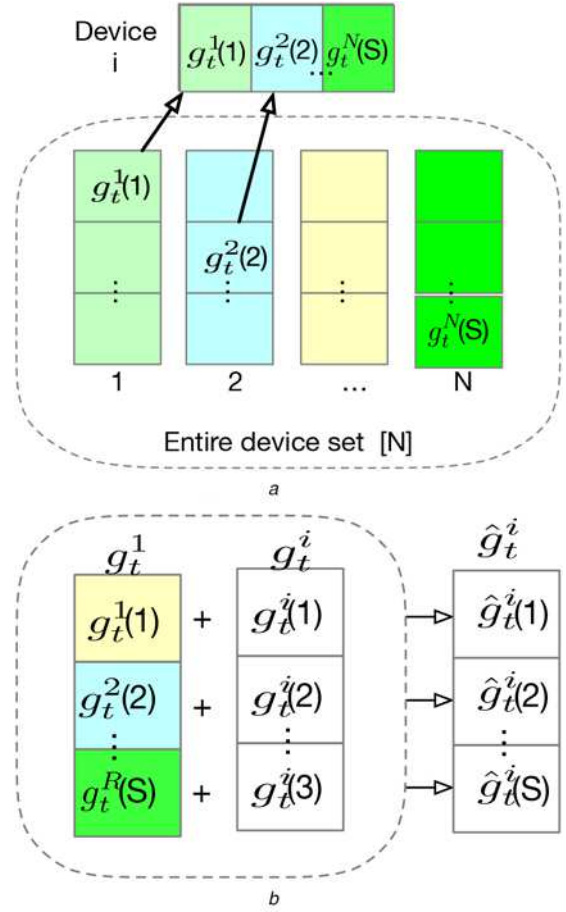 Device
i
g_t^1(1) g_t^2(2) ... g_t^N(S)
g_t^1(1)
g_t^2(2)
⋮ ⋮ ⋮ ⋮
g_t^N(S)
1 2 ... N
Entire device set [N]
a
g_t^1 g_t^i ĝ_t^i
g_t^1(1) + g_t^i(1) ĝ_t^i(1)
g_t^2(2) + g_t^i(2) ĝ_t^i(2)
⋮ ⋮ ⋮
g_t^R(S) + g_t^i(3) ĝ_t^i(S)
b